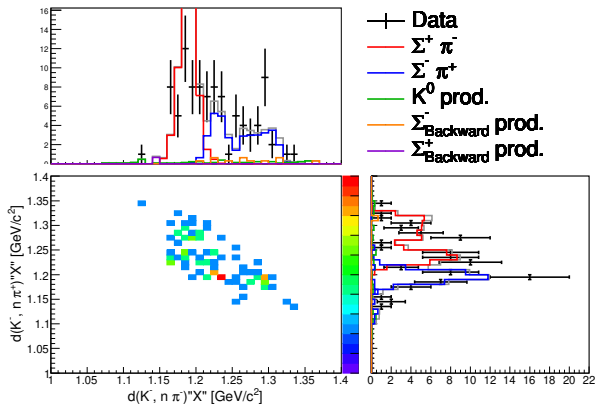 16
14
12
10
8
6
4
2
0
Data
Σ⁺ π⁻
Σ⁻ π⁺
K⁰ prod.
Σ⁻Backward prod.
Σ⁺Backward prod.
d(K⁻, n π⁺)"X" [GeV/c²]
1.4
1.35
1.3
1.25
1.2
1.15
1.1
1.05
1
1 1.05 1.1 1.15 1.2 1.25 1.3 1.35 1.4
d(K⁻, n π⁻)"X" [GeV/c²]
0 2 4 6 8 10 12 14 16 18 20 22